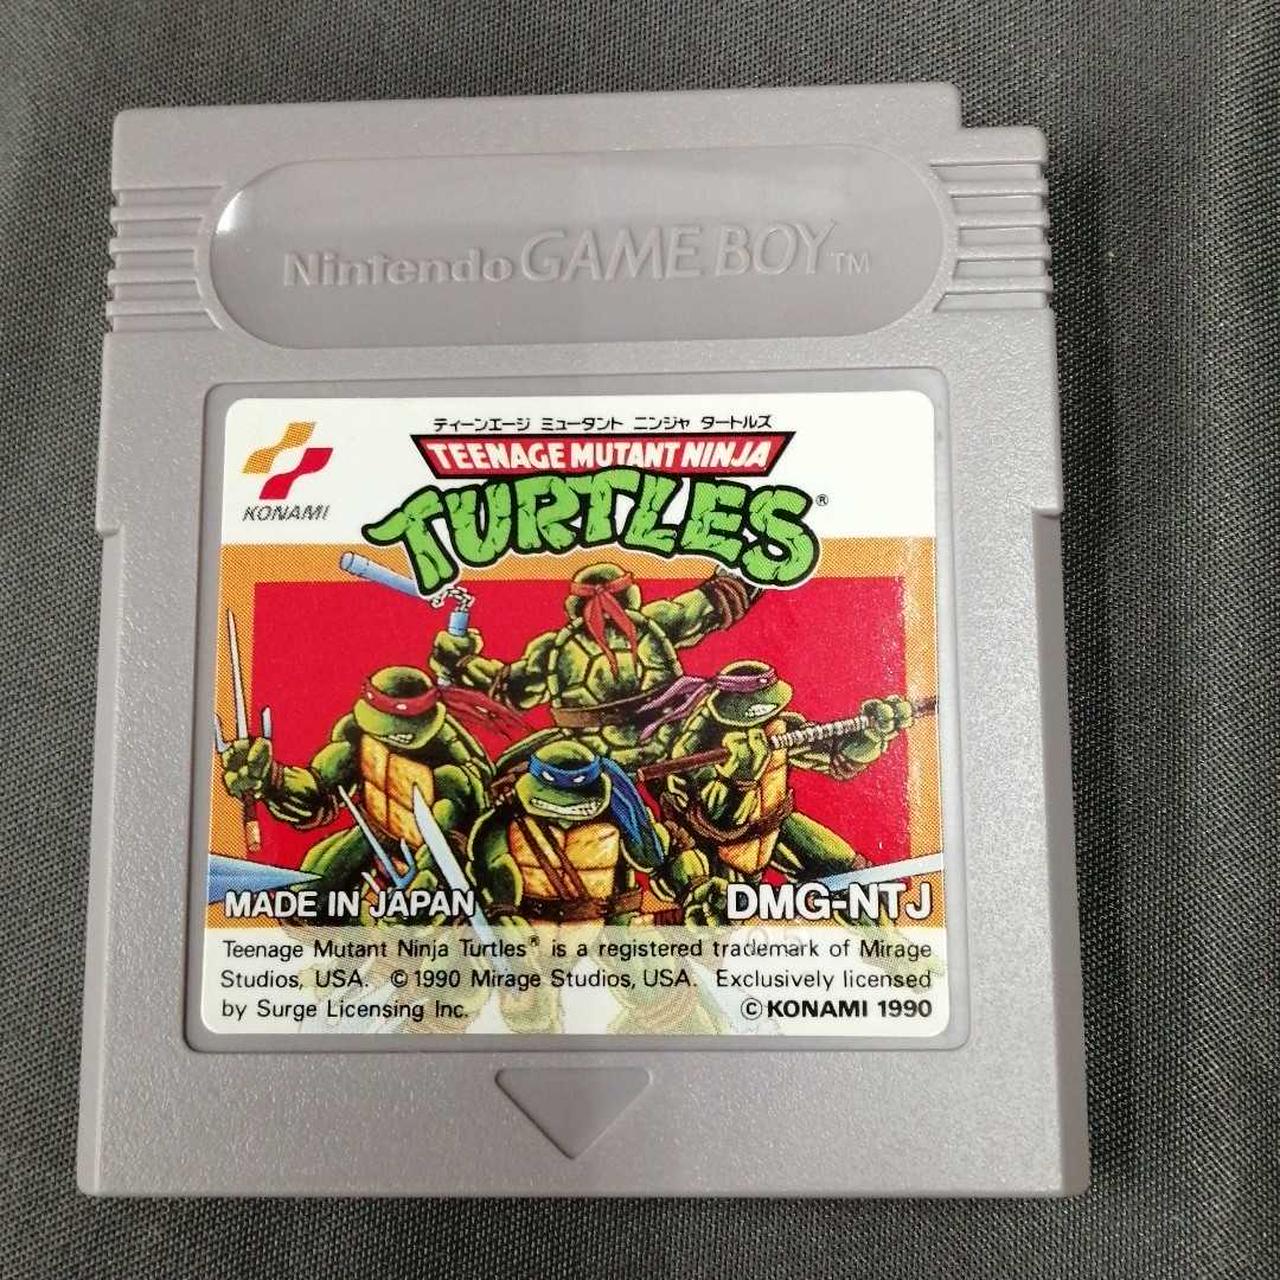 Nintendo GAME BOY™
ティーンエージ ミュータント ニンジャ タートルズ
TEENAGE MUTANT NINJA
TURTLES®
KONAMI
MADE IN JAPAN
DMG-NTJ
Teenage Mutant Ninja Turtles® is a registered trademark of Mirage
Studios, USA. © 1990 Mirage Studios, USA. Exclusively licensed
by Surge Licensing Inc. © KONAMI 1990